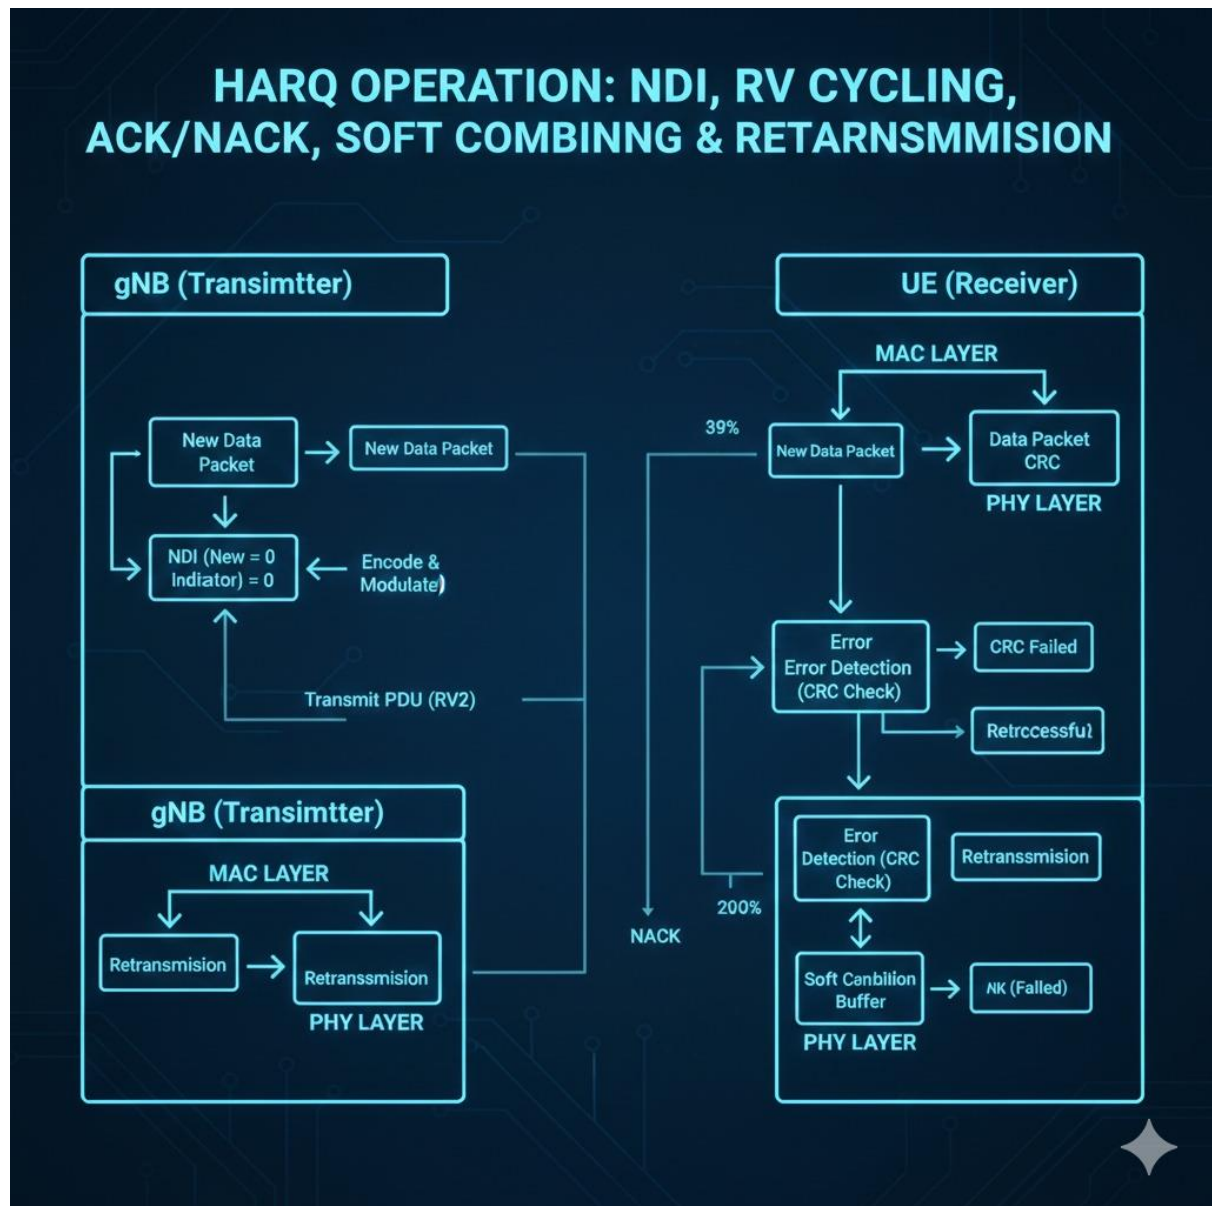 HARQ OPERATION: NDI, RV CYCLING,
ACK/NACK, SOFT COMBINNG & RETARNSMMISION
gNB (Transimtter)
New Data
Packet
New Data Packet
NDI (New = 0
Indiator) = 0
Encode &
Modulate)
Transmit PDU (RV2)
gNB (Transimtter)
MAC LAYER
Retransmision
Retranssmision
PHY LAYER
UE (Receiver)
MAC LAYER
39%
New Data Packet
Data Packet
CRC
PHY LAYER
Error
Error Detection
(CRC Check)
CRC Failed
Retrccessful
Eror
Detection (CRC
Check)
Retranssmision
200%
NACK
Soft Canbilion
Buffer
NK (Falled)
PHY LAYER